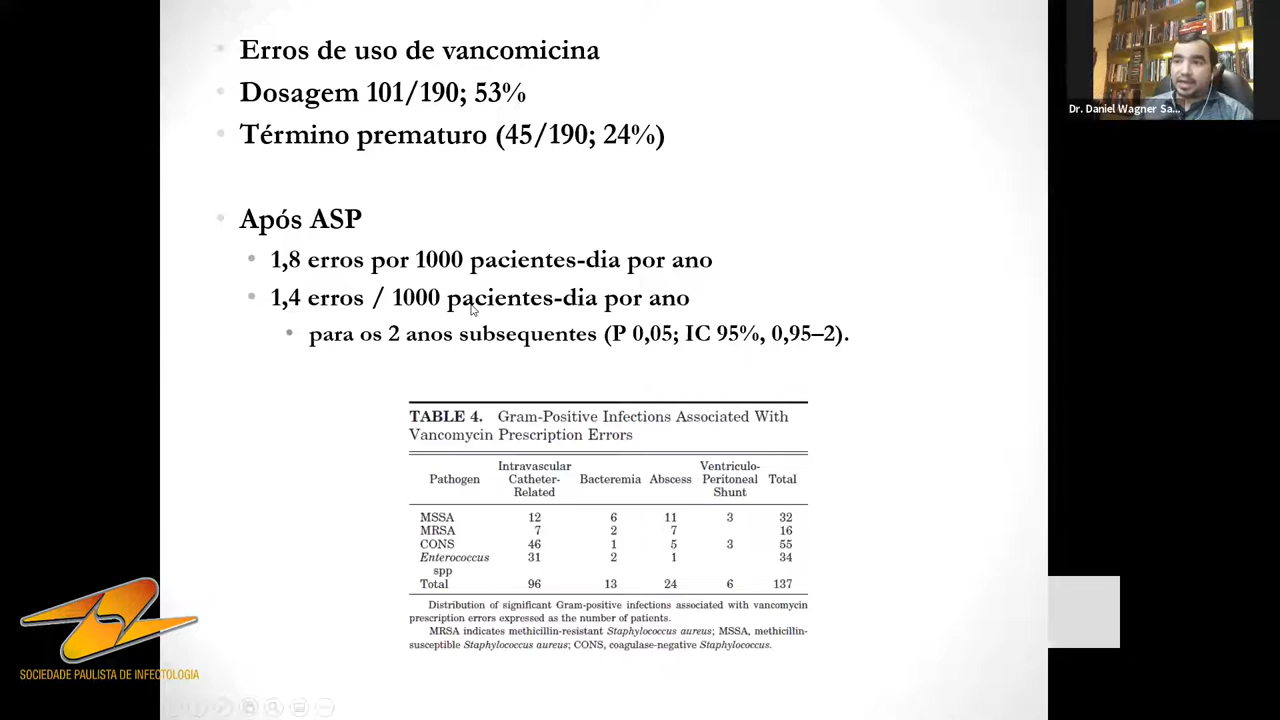 Erros de uso de vancomicina
Dosagem 101/190; 53%
Término prematuro (45/190; 24%)
Após ASP
1,8 erros por 1000 pacientes-dia por ano
1,4 erros / 1000 pacientes-dia por ano
para os 2 anos subsequentes (P 0,05; IC 95%, 0,95–2).
Dr. Daniel Wagner Sa...
TABLE 4. Gram-Positive Infections Associated With
Vancomycin Prescription Errors
Pathogen Intravascular Catheter-Related Bacteremia Abscess Ventriculo-Peritoneal Shunt Total
MSSA 12 6 11 3 32
MRSA 7 2 7 16
CONS 46 1 5 3 55
Enterococcus spp 31 2 1 34
Total 96 13 24 6 137
Distribution of significant Gram-positive infections associated with vancomycin
prescription errors expressed as the number of patients.
MRSA indicates methicillin-resistant Staphylococcus aureus; MSSA, methicillin-
susceptible Staphylococcus aureus; CONS, coagulase-negative Staphylococcus.
SOCIEDADE PAULISTA DE INFECTOLOGIA